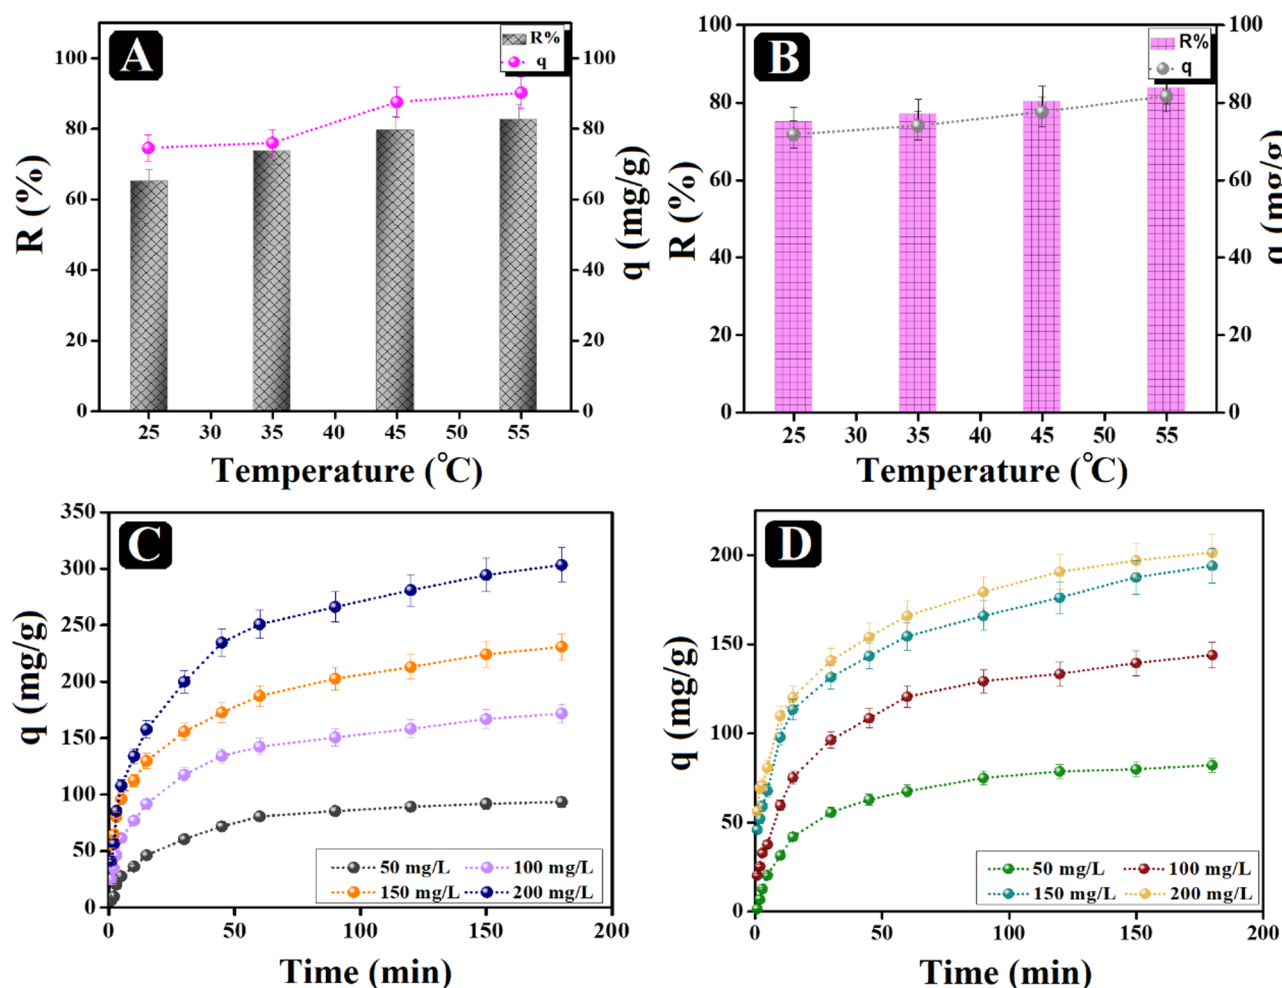 A
R%
q
100
80
60
40
20
0
100
80
60
40
20
0
25 30 35 40 45 50 55
R (%)
q (mg/g)
Temperature (°C)
B
R%
q
100
80
60
40
20
0
100
80
60
40
20
0
25 30 35 40 45 50 55
R (%)
q (mg/g)
Temperature (°C)
C
350
300
250
200
150
100
50
0
0 50 100 150 200
q (mg/g)
Time (min)
50 mg/L 100 mg/L
150 mg/L 200 mg/L
D
200
150
100
50
0
0 50 100 150 200
q (mg/g)
Time (min)
50 mg/L 100 mg/L
150 mg/L 200 mg/L